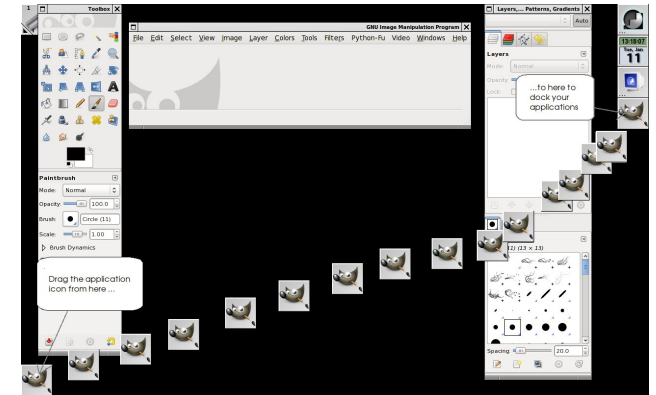 1
Toolbox
Layers,... Patterns, Gradients
Auto
GNU Image Manipulation Program
File Edit Select View Image Layer Colors Tools Filters Python-Fu Video Windows Help
13:18:07
Tue, Jan
11
Layers
Mode: Normal
Opacity:
Lock:
...to here to
dock your
applications
Paintbrush
Mode: Normal
Opacity: 100.0
Brush: Circle (11)
Scale: 1.00
Brush Dynamics
Drag the application
icon from here ...
(13 × 13)
Spacing: 20.0